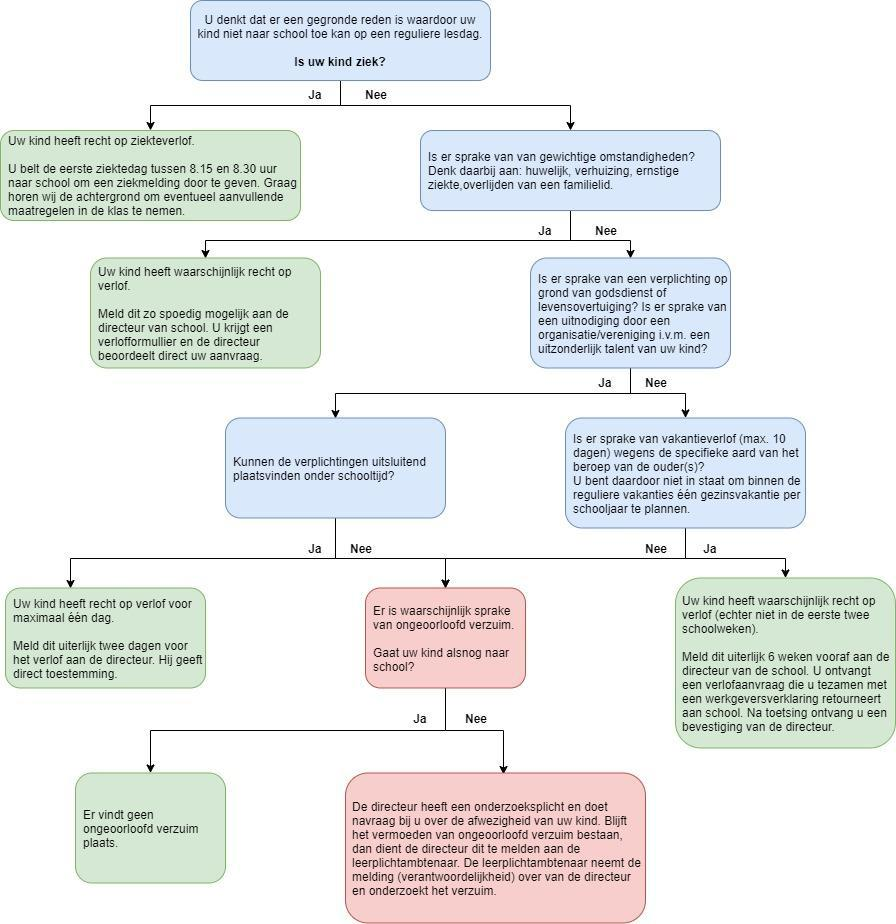 U denkt dat er een gegronde reden is waardoor uw
kind niet naar school toe kan op een reguliere lesdag.
Is uw kind ziek?
Ja
Nee
Uw kind heeft recht op ziekteverlof.
U belt de eerste ziektedag tussen 8.15 en 8.30 uur
naar school om een ziekmelding door te geven. Graag
horen wij de achtergrond om eventueel aanvullende
maatregelen in de klas te nemen.
Is er sprake van van gewichtige omstandigheden?
Denk daarbij aan: huwelijk, verhuizing, ernstige
ziekte,overlijden van een familielid.
Ja
Nee
Uw kind heeft waarschijnlijk recht op
verlof.
Meld dit zo spoedig mogelijk aan de
directeur van school. U krijgt een
verlofformullier en de directeur
beoordeelt direct uw aanvraag.
Is er sprake van een verplichting op
grond van godsdienst of
levensovertuiging? Is er sprake van
een uitnodiging door een
organisatie/vereniging i.v.m. een
uitzonderlijk talent van uw kind?
Ja
Nee
Kunnen de verplichtingen uitsluitend
plaatsvinden onder schooltijd?
Is er sprake van vakantieverlof (max. 10
dagen) wegens de specifieke aard van het
beroep van de ouder(s)?
U bent daardoor niet in staat om binnen de
reguliere vakanties één gezinsvakantie per
schooljaar te plannen.
Ja
Nee
Nee
Ja
Uw kind heeft recht op verlof voor
maximaal één dag.
Meld dit uiterlijk twee dagen voor
het verlof aan de directeur. Hij geeft
direct toestemming.
Er is waarschijnlijk sprake
van ongeoorloofd verzuim.
Gaat uw kind alsnog naar
school?
Uw kind heeft waarschijnlijk recht op
verlof (echter niet in de eerste twee
schoolweken).
Meld dit uiterlijk 6 weken vooraf aan de
directeur van de school. U ontvangt
een verlofaanvraag die u tezamen met
een werkgeversverklaring retourneert
aan school. Na toetsing ontvang u een
bevestiging van de directeur.
Ja
Nee
Er vindt geen
ongeoorloofd verzuim
plaats.
De directeur heeft een onderzoeksplicht en doet
navraag bij u over de afwezigheid van uw kind. Blijft
het vermoeden van ongeoorloofd verzuim bestaan,
dan dient de directeur dit te melden aan de
leerplichtambtenaar. De leerplichtambtenaar neemt de
melding (verantwoordelijkheid) over van de directeur
en onderzoekt het verzuim.